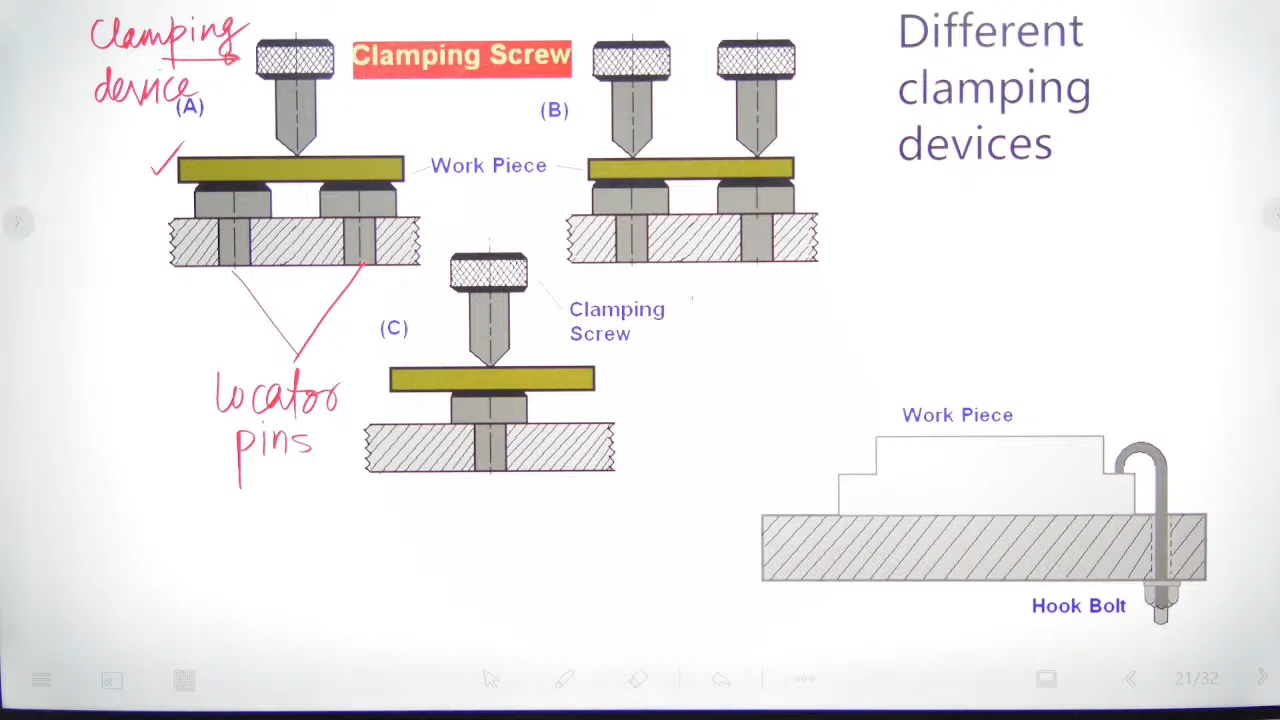 Clamping
device
Clamping Screw
(A)
(B)
Different
clamping
devices
Work Piece
(C)
Clamping
Screw
Locator
pins
Work Piece
Hook Bolt
18
21/32